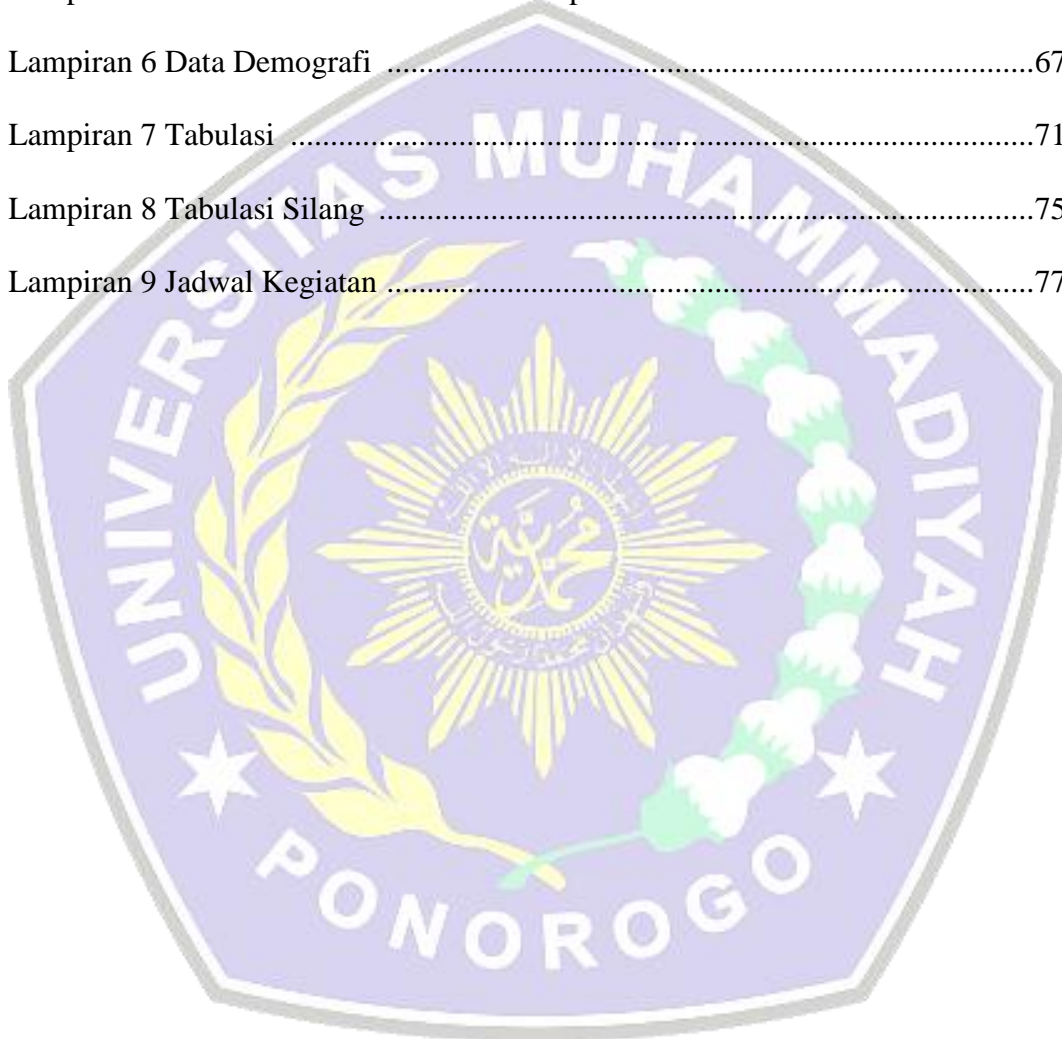 Lampiran 6 Data Demografi ........................................................................67
Lampiran 7 Tabulasi ........................................................................71
Lampiran 8 Tabulasi Silang ........................................................................75
Lampiran 9 Jadwal Kegiatan ........................................................................77
UNIVERSITAS MUHAMMADIYAH
محمدية
PONOROGO